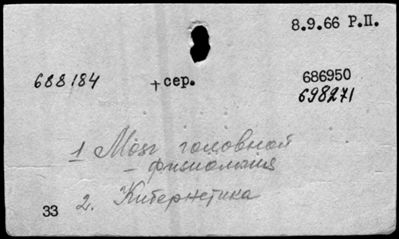 8.9.66 Р.П.
688184 + сер. 686950
698271
1 Мозг головной
- физиология
2. Кибернетика
33